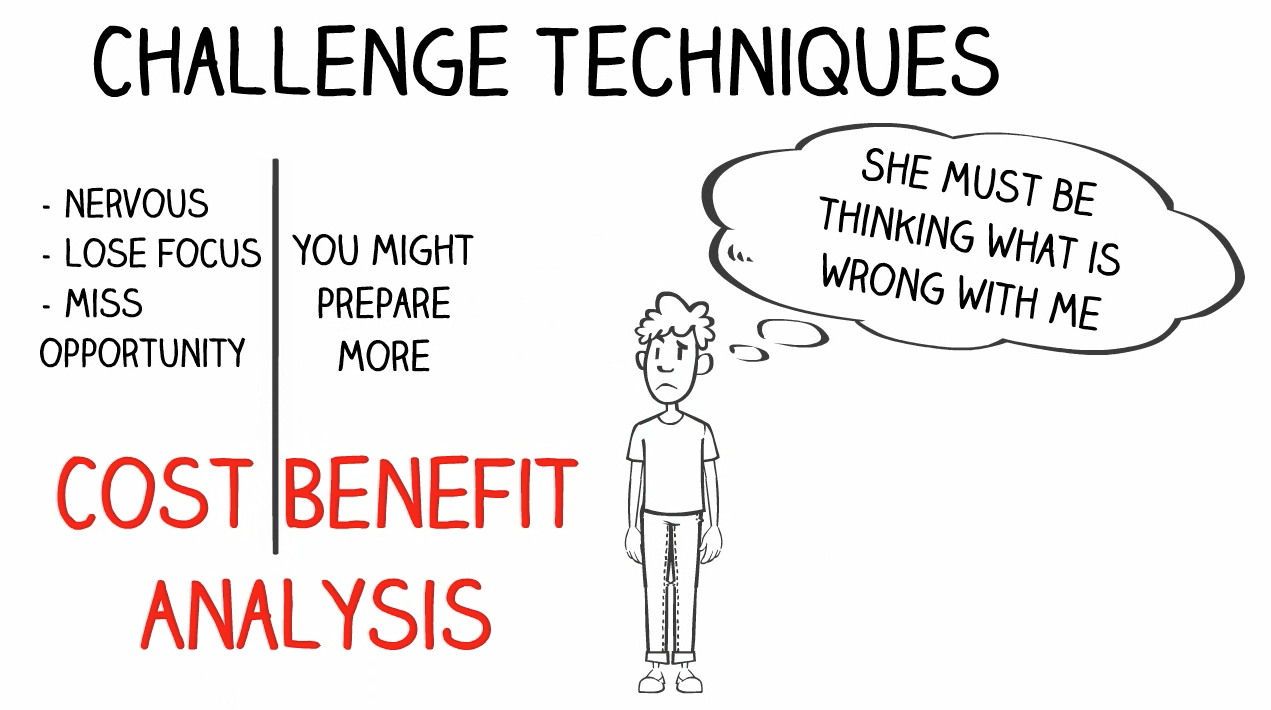 CHALLENGE TECHNIQUES
- NERVOUS
- LOSE FOCUS
- MISS
OPPORTUNITY
YOU MIGHT
PREPARE
MORE
COST BENEFIT
ANALYSIS
SHE MUST BE
THINKING WHAT IS
WRONG WITH ME